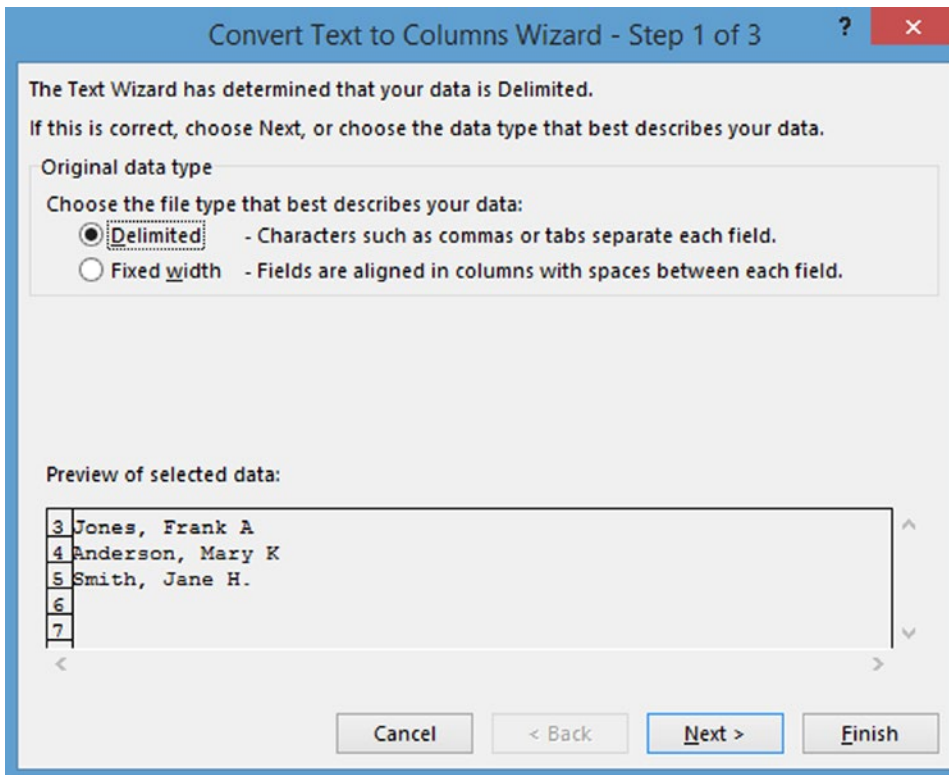 Convert Text to Columns Wizard - Step 1 of 3 ?
The Text Wizard has determined that your data is Delimited.
If this is correct, choose Next, or choose the data type that best describes your data.
Original data type
Choose the file type that best describes your data:
Delimited - Characters such as commas or tabs separate each field.
Fixed width - Fields are aligned in columns with spaces between each field.
Preview of selected data:
3 Jones, Frank A
4 Anderson, Mary K
5 Smith, Jane H.
6
7
Cancel < Back Next > Finish